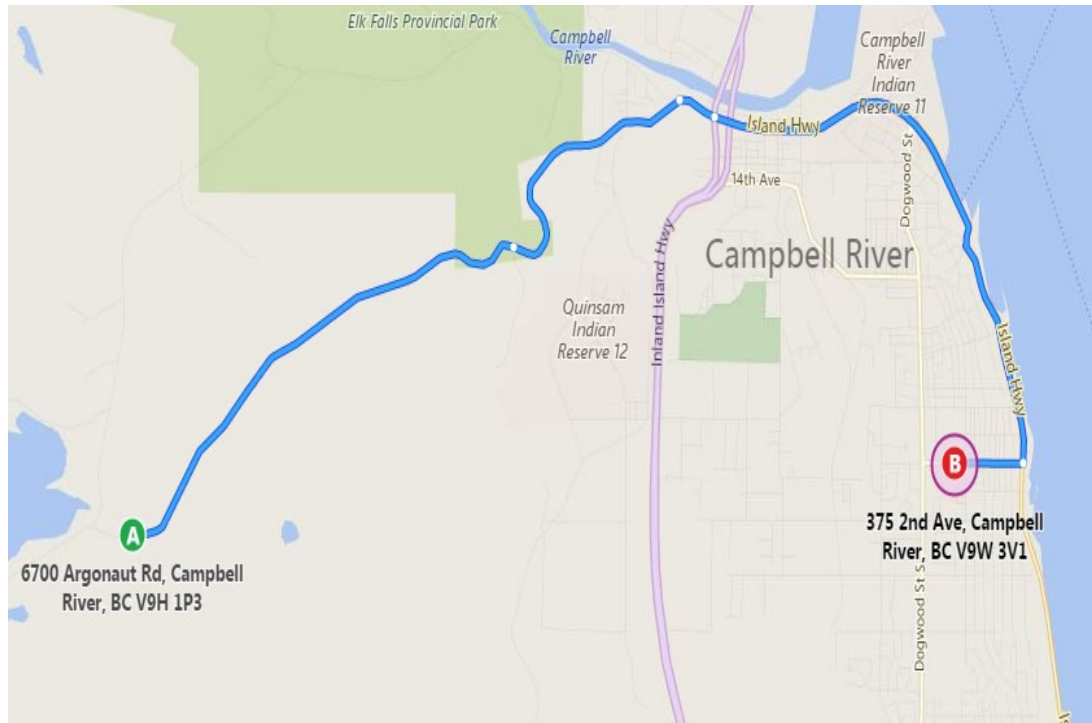 Elk Falls Provincial Park
Campbell
River
Campbell
River
Indian
Reserve 11
Island Hwy
14th Ave
Dogwood St
Campbell River
Inland Island Hwy
Quinsam
Indian
Reserve 12
Island Hwy
B
375 2nd Ave, Campbell
River, BC V9W 3V1
A
6700 Argonaut Rd, Campbell
River, BC V9H 1P3
Dogwood St S